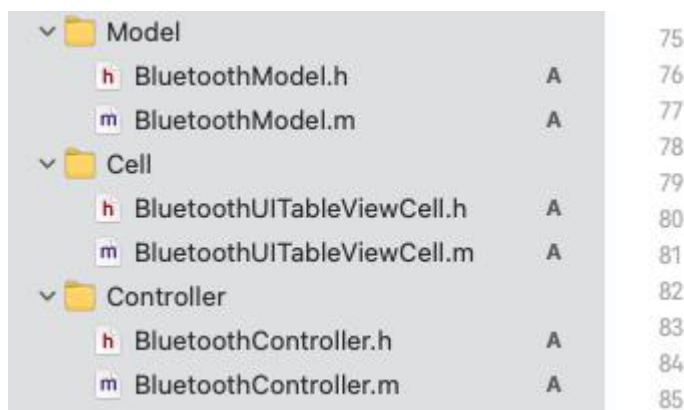 Model
h BluetoothModel.h A
m BluetoothModel.m A
Cell
h BluetoothUITableViewCell.h A
m BluetoothUITableViewCell.m A
Controller
h BluetoothController.h A
m BluetoothController.m A
75
76
77
78
79
80
81
82
83
84
85